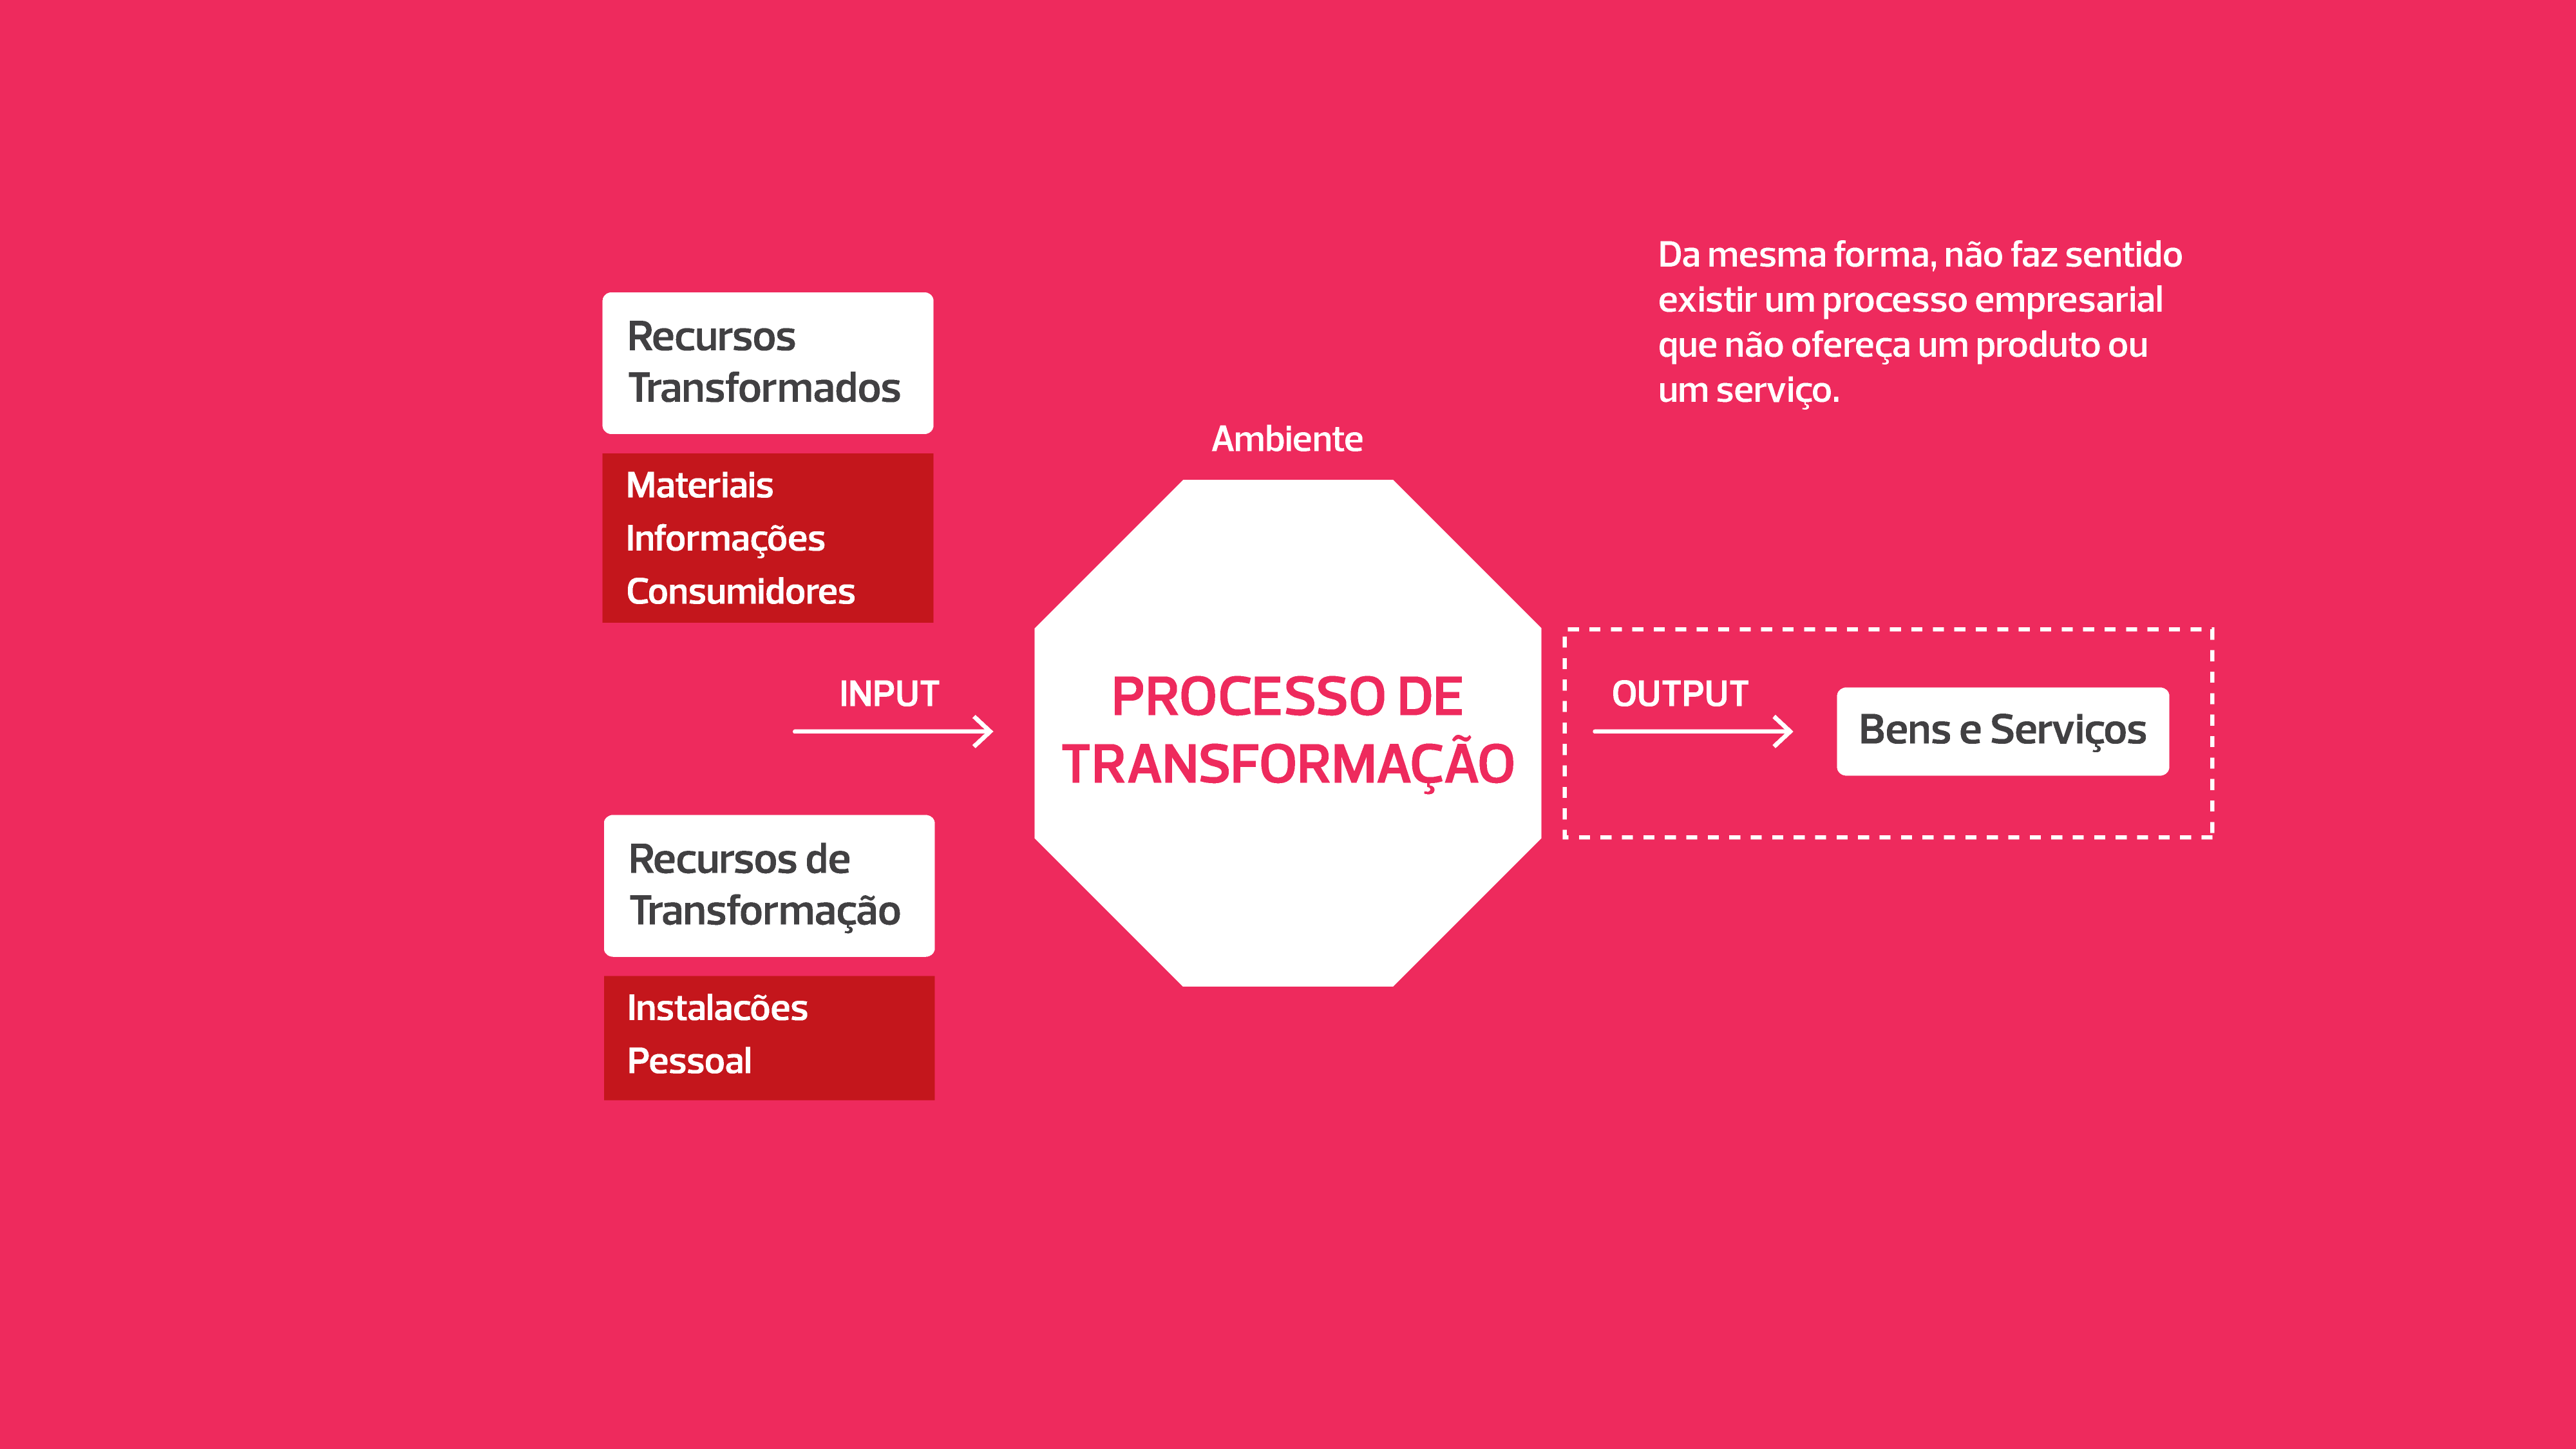 Recursos
Transformados
Materiais
Informações
Consumidores
INPUT
Recursos de
Transformação
Instalacões
Pessoal
Ambiente
PROCESSO DE
TRANSFORMAÇÃO
Da mesma forma, não faz sentido
existir um processo empresarial
que não ofereça um produto ou
um serviço.
OUTPUT
Bens e Serviços